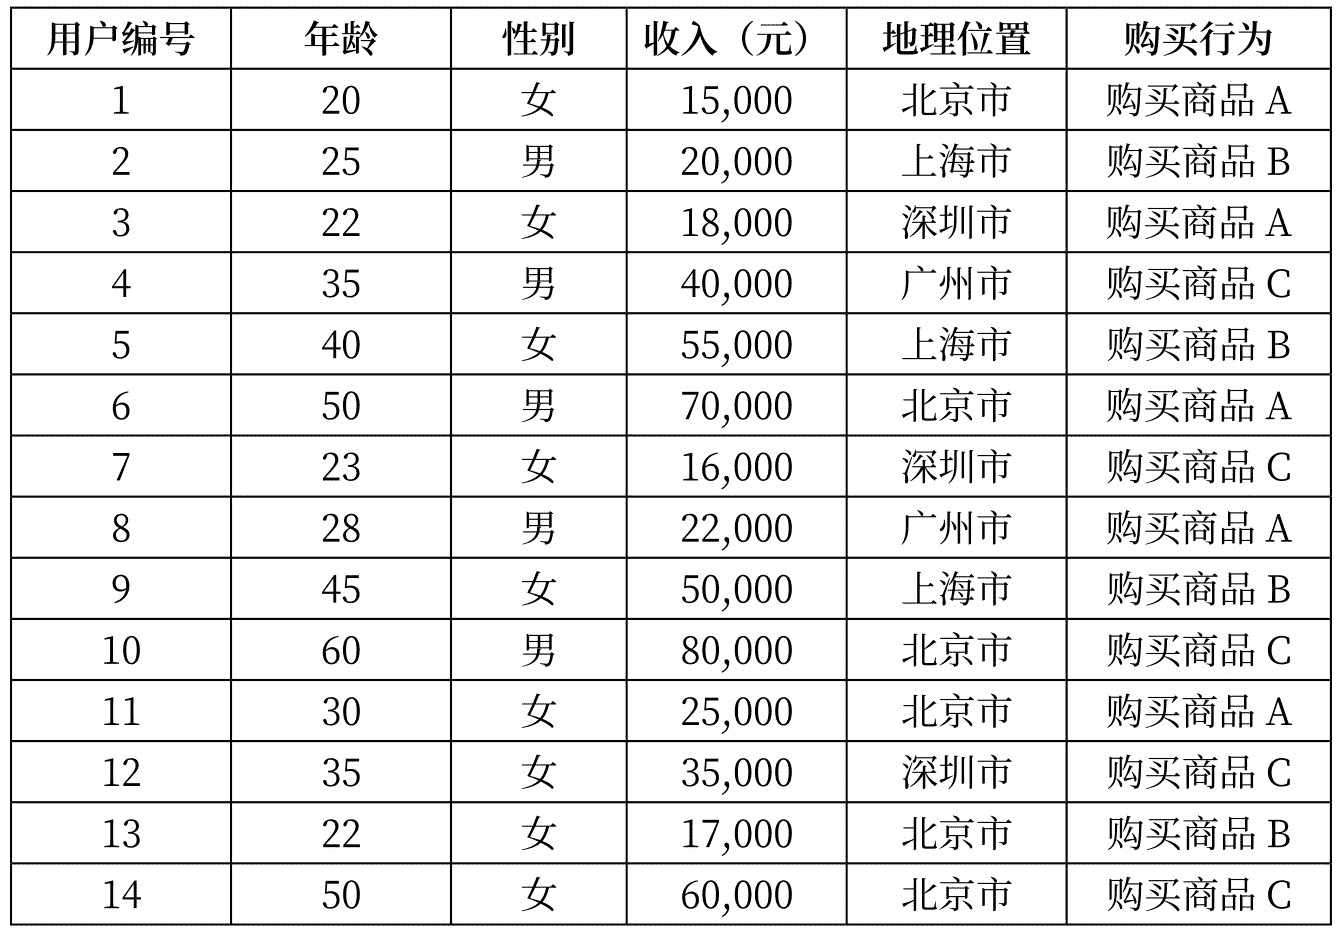 用户编号 年龄 性别 收入（元） 地理位置 购买行为
1 20 女 15,000 北京市 购买商品 A
2 25 男 20,000 上海市 购买商品 B
3 22 女 18,000 深圳市 购买商品 A
4 35 男 40,000 广州市 购买商品 C
5 40 女 55,000 上海市 购买商品 B
6 50 男 70,000 北京市 购买商品 A
7 23 女 16,000 深圳市 购买商品 C
8 28 男 22,000 广州市 购买商品 A
9 45 女 50,000 上海市 购买商品 B
10 60 男 80,000 北京市 购买商品 C
11 30 女 25,000 北京市 购买商品 A
12 35 女 35,000 深圳市 购买商品 C
13 22 女 17,000 北京市 购买商品 B
14 50 女 60,000 北京市 购买商品 C